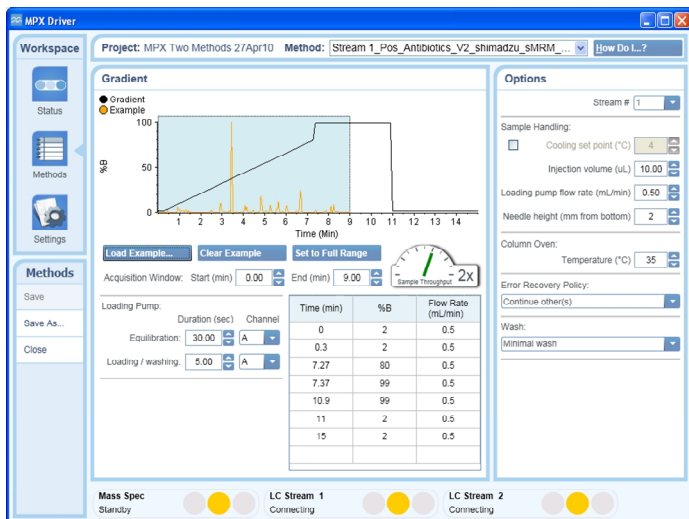 MPX Driver
Workspace
Status
Methods
Settings
Methods
Save
Save As...
Close
Project: MPX Two Methods 27Apr10 Method: Stream 1_Pos_Antibiotics_V2_shimadzu_sMRM_... How Do I...?
Gradient
Gradient
Example
100
50
0
%B
1 2 3 4 5 6 7 8 9 10 11 12 13 14
Time (Min)
Load Example... Clear Example Set to Full Range
Acquisition Window: Start (min) 0.00 End (min) 9.00
Sample Throughput 2x
Loading Pump:
Duration (sec) Channel
Equilibration: 30.00 A
Loading / washing: 5.00 A
Time (min) %B Flow Rate (mL/min)
0 2 0.5
0.3 2 0.5
7.27 80 0.5
7.37 99 0.5
10.9 99 0.5
11 2 0.5
15 2 0.5
Options
Stream # 1
Sample Handling:
Cooling set point (°C) 4
Injection volume (uL) 10.00
Loading pump flow rate (mL/min) 0.50
Needle height (mm from bottom) 2
Column Oven:
Temperature (°C) 35
Error Recovery Policy:
Continue other(s)
Wash:
Minimal wash
Mass Spec
Standby
LC Stream 1
Connecting
LC Stream 2
Connecting